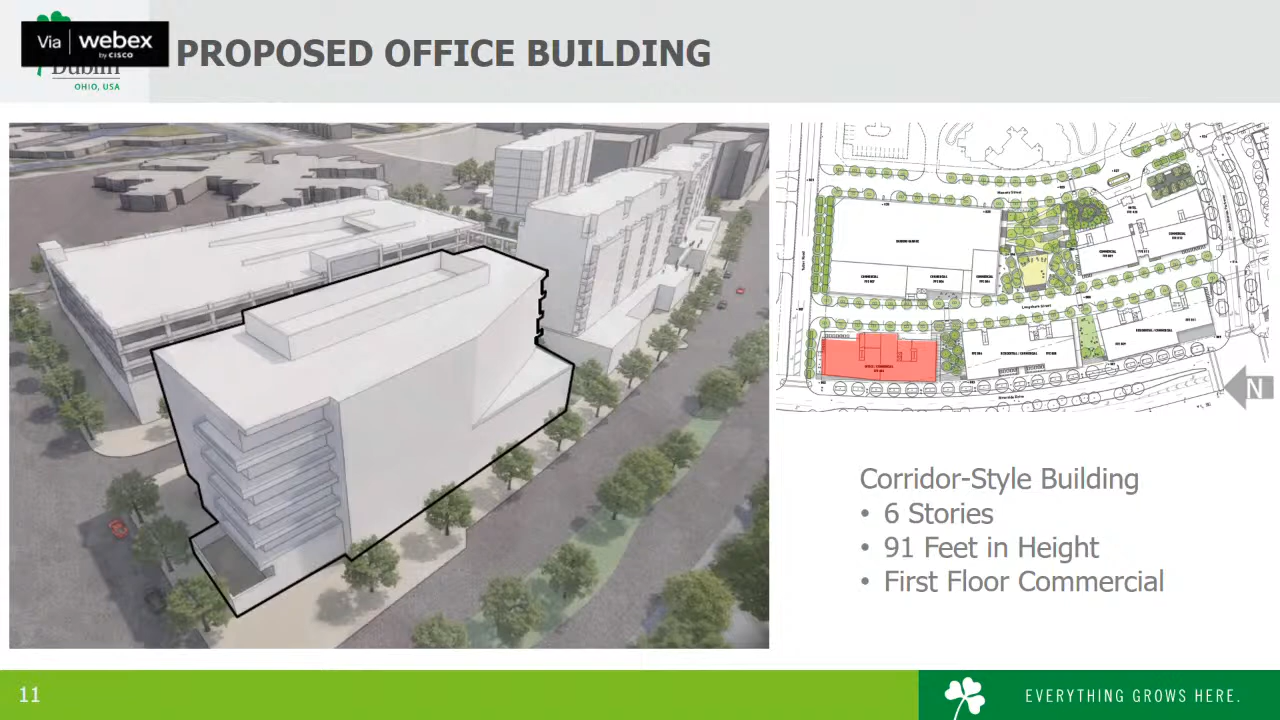 Via webex
by CISCO
Dublin
OHIO, USA
PROPOSED OFFICE BUILDING
N
Corridor-Style Building
• 6 Stories
• 91 Feet in Height
• First Floor Commercial
11
EVERYTHING GROWS HERE.